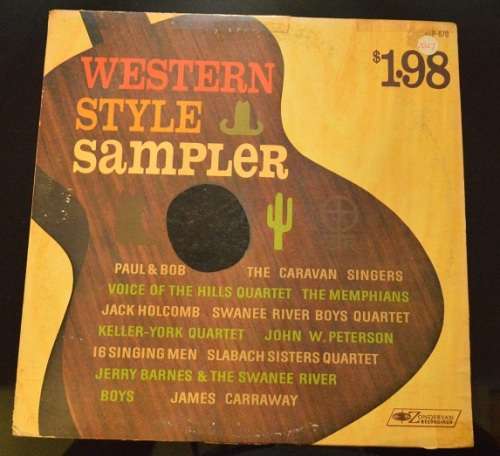 WESTERN
STYLE
SAMPLER
$1.98
PAUL & BOB THE CARAVAN SINGERS
VOICE OF THE HILLS QUARTET THE MEMPHIANS
JACK HOLCOMB SWANEE RIVER BOYS QUARTET
KELLER-YORK QUARTET JOHN W. PETERSON
16 SINGING MEN SLABACH SISTERS QUARTET
JERRY BARNES & THE SWANEE RIVER
BOYS JAMES CARRAWAY
ZONDERVAN
RECORDINGS